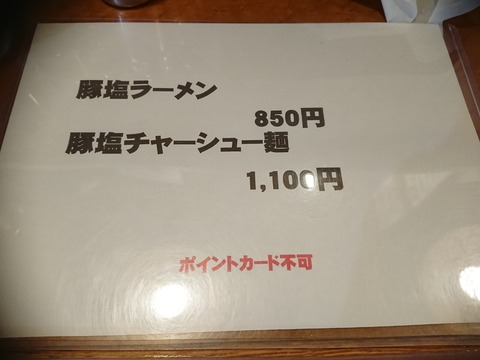 豚塩ラーメン
850円
豚塩チャーシュー麺
1,100円
ポイントカード不可